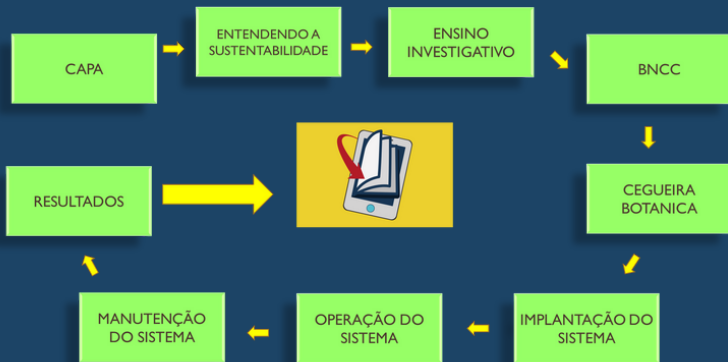 CAPA
ENTENDENDO A
SUSTENTABILIDADE
ENSINO
INVESTIGATIVO
BNCC
CEGUEIRA
BOTANICA
IMPLANTAÇÃO DO
SISTEMA
OPERAÇÃO DO
SISTEMA
MANUTENÇÃO
DO SISTEMA
RESULTADOS